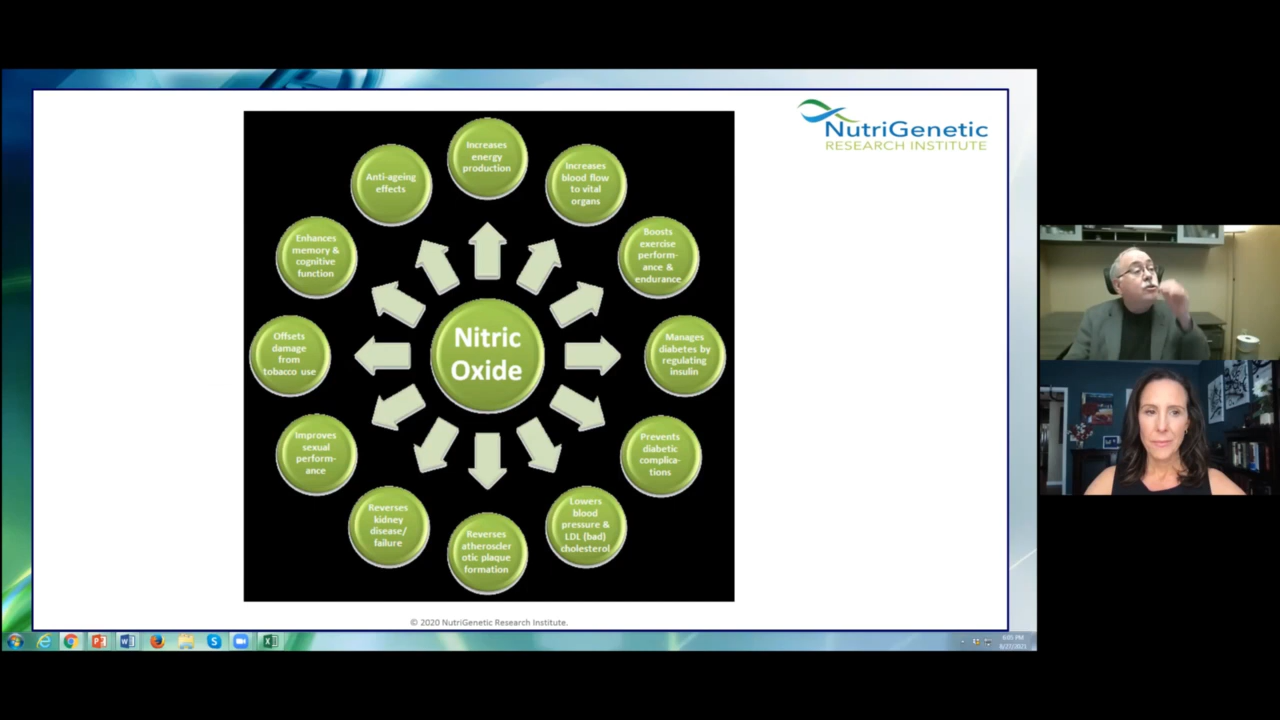 NutriGenetic
RESEARCH INSTITUTE
Increases
energy
production
Increases
blood flow
to vital
organs
Boosts
exercise
perform-
ance &
endurance
Manages
diabetes by
regulating
insulin
Prevents
diabetic
complica-
tions
Lowers
blood
pressure &
LDL (bad)
cholesterol
Reverses
atheroscler
otic plaque
formation
Reverses
kidney
disease/
failure
Improves
sexual
perform-
ance
Offsets
damage
from
tobacco use
Enhances
memory &
cognitive
function
Anti-ageing
effects
Nitric
Oxide
© 2020 NutriGenetic Research Institute.
6:05 PM